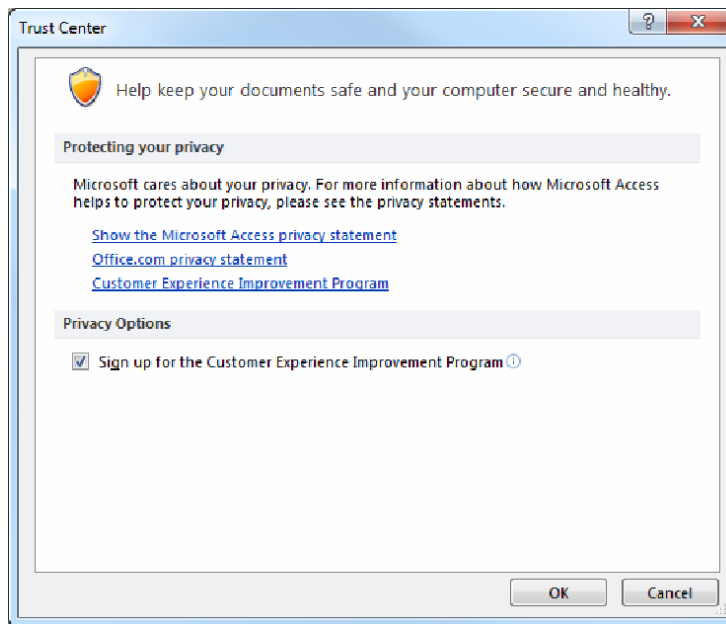 Trust Center
Help keep your documents safe and your computer secure and healthy.
Protecting your privacy
Microsoft cares about your privacy. For more information about how Microsoft Access
helps to protect your privacy, please see the privacy statements.
Show the Microsoft Access privacy statement
Office.com privacy statement
Customer Experience Improvement Program
Privacy Options
Sign up for the Customer Experience Improvement Program
OK Cancel